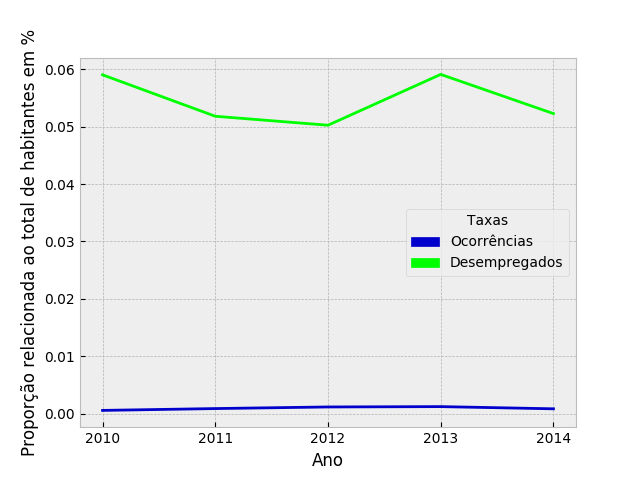 Proporção relacionada ao total de habitantes em %
0.06
0.05
0.04
0.03
0.02
0.01
0.00
Taxas
Ocorrências
Desempregados
2010 2011 2012 2013 2014
Ano